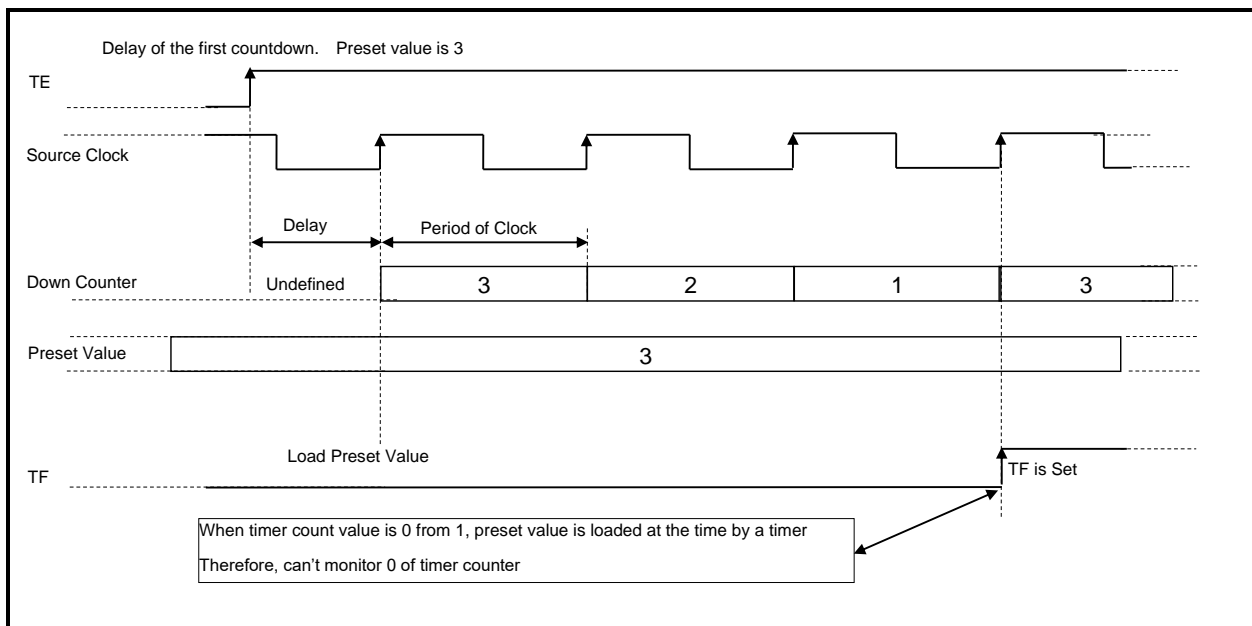 Delay of the first countdown. Preset value is 3
TE
Source Clock
Delay
Period of Clock
Down Counter
Undefined
3
2
1
3
Preset Value
3
Load Preset Value
TF
TF is Set
When timer count value is 0 from 1, preset value is loaded at the time by a timer
Therefore, can't monitor 0 of timer counter